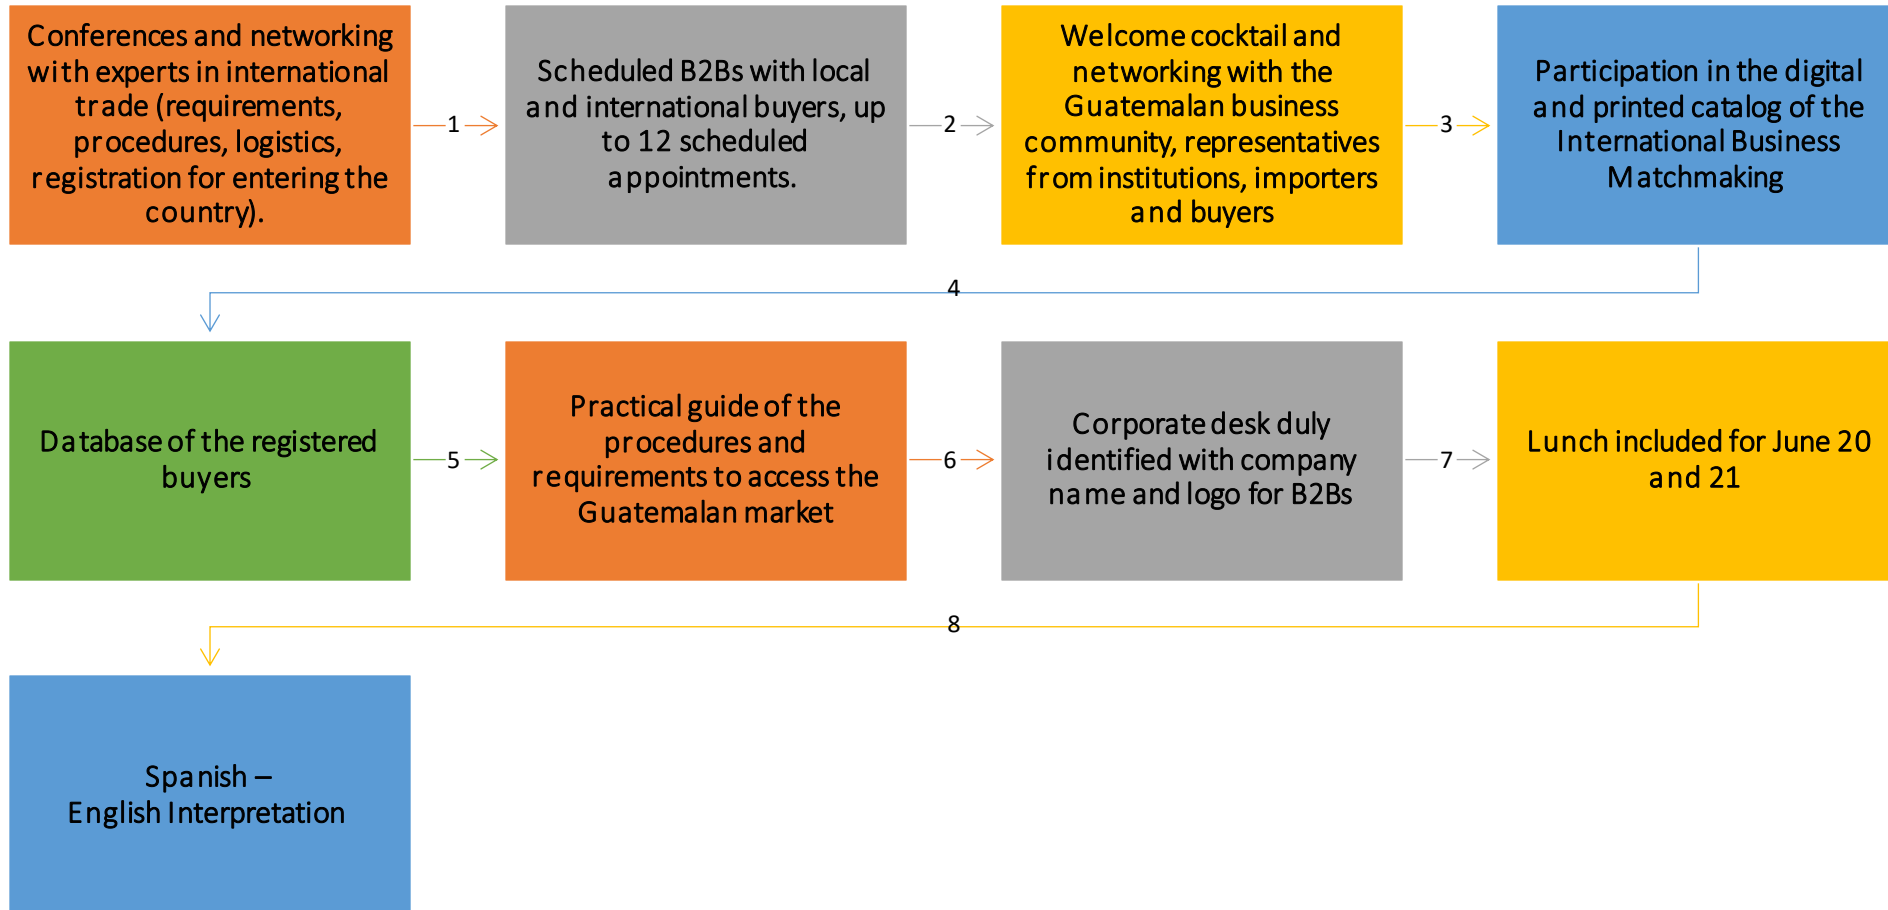 Conferences and networking
with experts in international
trade (requirements,
procedures, logistics,
registration for entering the
country).
1
Scheduled B2Bs with local
and international buyers, up
to 12 scheduled
appointments.
2
Welcome cocktail and
networking with the
Guatemalan business
community, representatives
from institutions, importers
and buyers
3
Participation in the digital
and printed catalog of the
International Business
Matchmaking
4
Database of the registered
buyers
5
Practical guide of the
procedures and
requirements to access the
Guatemalan market
6
Corporate desk duly
identified with company
name and logo for B2Bs
7
Lunch included for June 20
and 21
8
Spanish –
English Interpretation